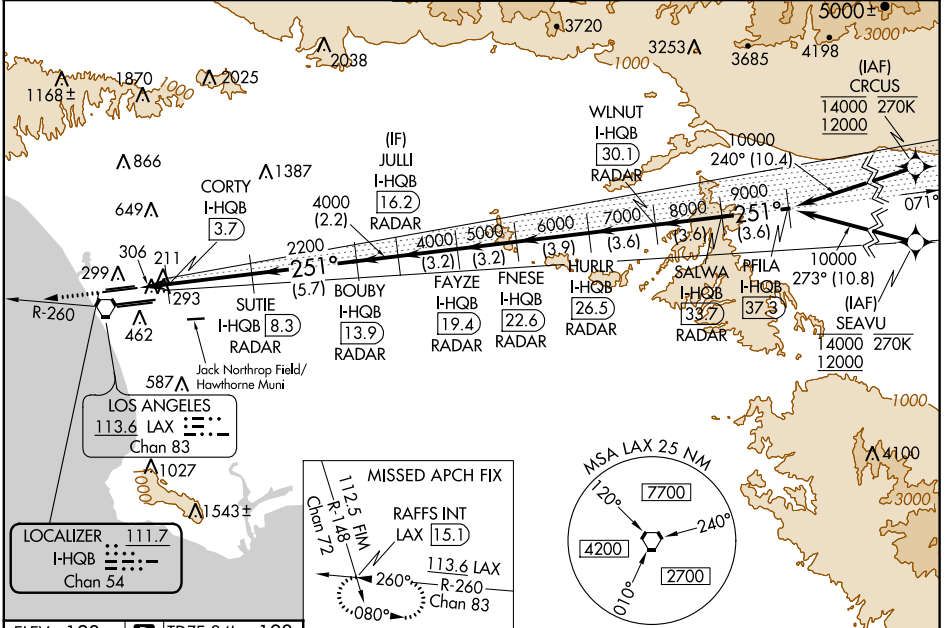 3720
5000±
3000
2038
3253
3685
4198
1000
1168±
1870
2025
(IAF)
CRCUS
14000 270K
12000
WLNUT
I-HQB
30.1
RADAR
10000
240° (10.4)
866
(IF)
JULLI
I-HQB
16.2
RADAR
1387
CORTY
I-HQB
3.7
649
4000
(2.2)
9000
8000
7000
6000
5000
4000
2200
251°
(3.6)
(3.6)
(3.6)
(3.9)
(3.2)
(3.2)
251°
(5.7)
071°
10000
273° (10.8)
306
211
299
293
R-260
462
SUTIE
I-HQB 8.3
RADAR
BOUBY
I-HQB
13.9
RADAR
FAYZE
I-HQB
19.4
RADAR
FNESE
I-HQB
22.6
RADAR
HURLR
I-HQB
26.5
RADAR
SALWA
I-HQB
33.7
RADAR
PFILA
I-HQB
37.3
(IAF)
SEAVU
14000 270K
12000
Jack Northrop Field/
Hawthorne Muni
587
LOS ANGELES
113.6 LAX
Chan 83
1027
1000
1543±
LOCALIZER 111.7
I-HQB
Chan 54
MISSED APCH FIX
112.5 FIM
R-148
Chan 72
RAFFS INT
LAX 15.1
113.6 LAX
R-260
Chan 83
260°
080°
MSA LAX 25 NM
120°
7700
240°
4200
2700
010°
1000
4100
3000